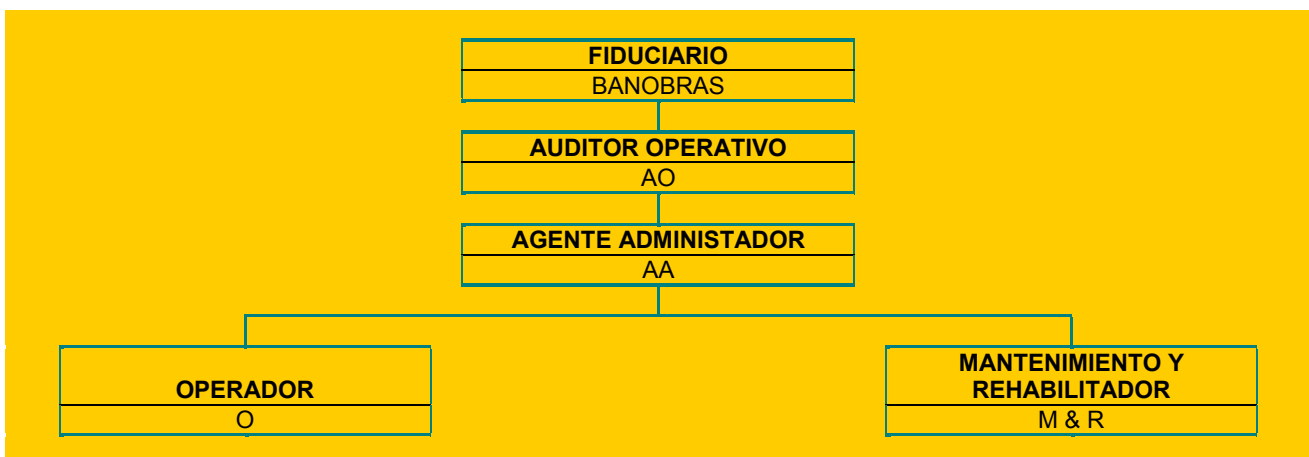 FIDUCIARIO
BANOBRAS
AUDITOR OPERATIVO
AO
AGENTE ADMINISTADOR
AA
OPERADOR
O
MANTENIMIENTO Y
REHABILITADOR
M & R